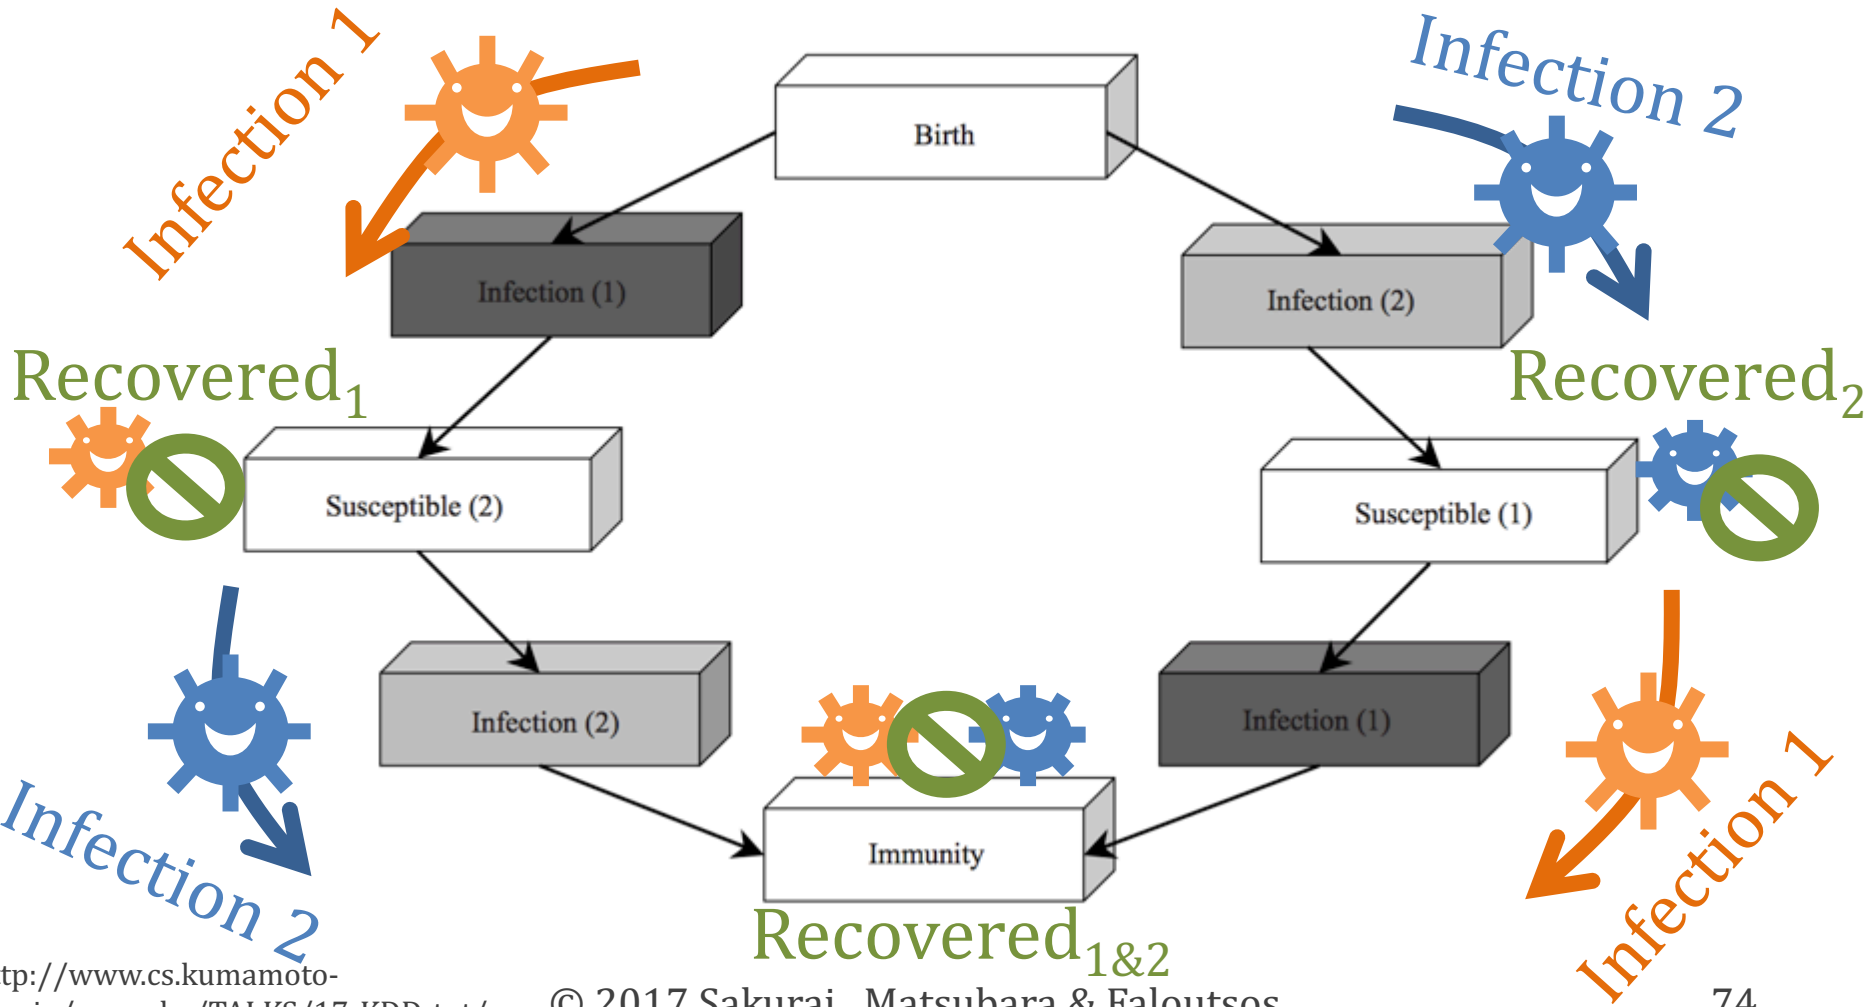 Infection 1
Infection 2
Birth
Infection (1)
Infection (2)
Recovered1
Recovered2
Susceptible (2)
Susceptible (1)
Infection (2)
Infection (1)
Infection 2
Immunity
Infection 1
Recovered1&2
tp://www.cs.kumamoto-
© 2017 Sakurai, Matsubara & Faloutsos
74